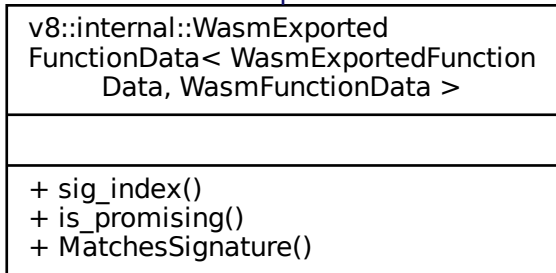 v8::internal::WasmExported
FunctionData< WasmExportedFunction
Data, WasmFunctionData >
+ sig_index()
+ is_promising()
+ MatchesSignature()